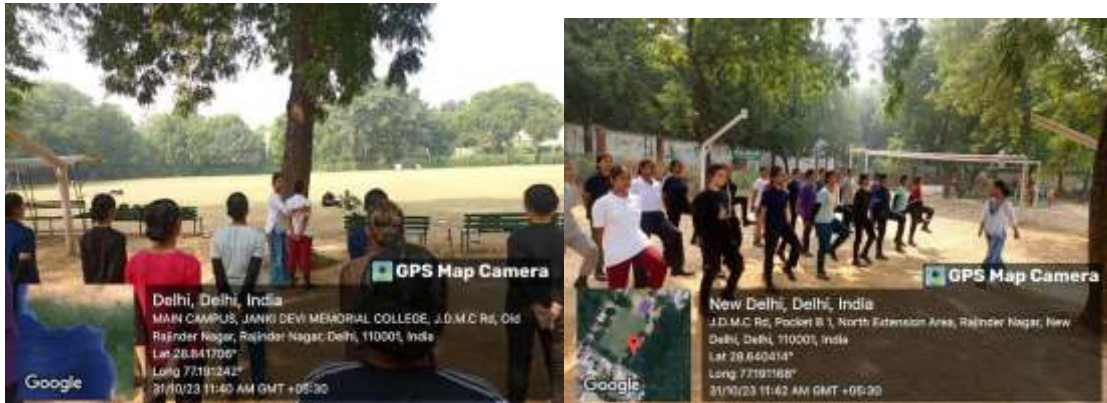 GPS Map Camera
Delhi, Delhi, India
MAIN CAMPUS, JANKI DEVI MEMORIAL COLLEGE, J.D.M.C Rd, Old
Rajinder Nagar, Rajinder Nagar, Delhi, 110001, India
Lat 28.641706°
Long 77.191242°
31/10/23 11:40 AM GMT +05:30
Google
GPS Map Camera
New Delhi, Delhi, India
J.D.M.C Rd, Pocket B 1, North Extension Area, Rajinder Nagar, New
Delhi, Delhi, 110001, India
Lat 28.640414°
Long 77.191168°
31/10/23 11:42 AM GMT +05:30
Google